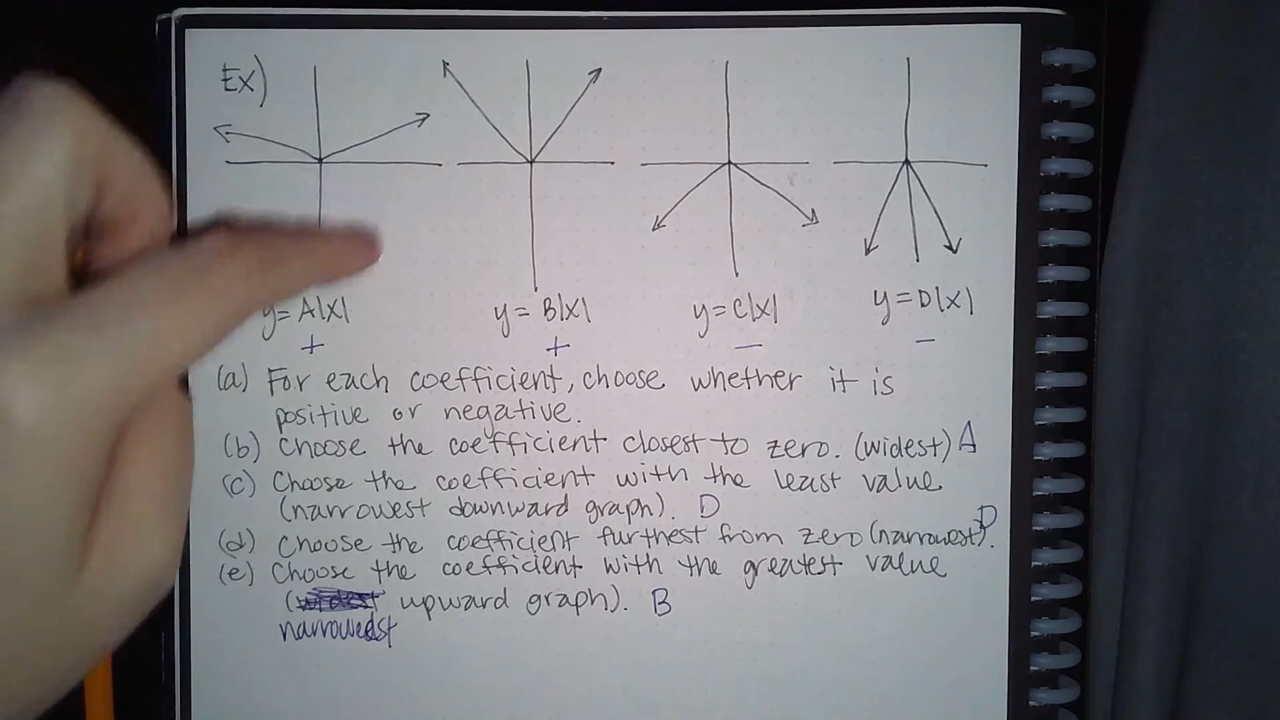 Ex)
y=A|X| y=B|X| y=C|X| y=D|X|
+ + − −
(a) For each coefficient, choose whether it is
positive or negative.
(b) Choose the coefficient closest to zero. (widest) A
(c) Choose the coefficient with the least value
(narrowest downward graph). D
(d) Choose the coefficient furthest from zero (narrowest). D
(e) Choose the coefficient with the greatest value
( upward graph). B
narrowest